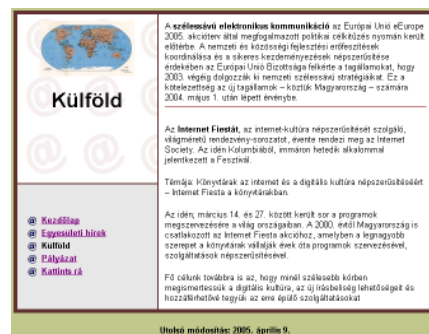 Külföld
@ Kezdőlap
@ Egyesületi hírek
@ Külföld
@ Pályázat
@ Kattints rá
A szélessávú elektronikus kommunikáció az Európai Unió eEurope
2005. akcióterv által megfogalmazott politikai célkitűzés nyomán került
előtérbe. A nemzeti és közösségi fejlesztési erőfeszítések
koordinálása és a sikeres kezdeményezések népszerűsítése
érdekében az Európai Unió Bizottsága felkérte a tagállamokat, hogy
2003. végéig dolgozzák ki nemzeti szélessávú stratégiáikat. Ez a
kötelezettség az új tagállamok – köztük Magyarország – számára
2004. május 1. után lépett érvénybe.
Az Internet Fiestát, az internet-kultúra népszerűsítését szolgáló,
világméretű rendezvény-sorozatot, évente rendezi meg az Internet
Society. Az idén Kolumbiából, immáron hetedik alkalommal
jelentkezett a Fesztivál.
Témája: Könyvtárak az internet és a digitális kultúra népszerűsítéséért
– Internet Fiesta a könyvtárakban.
Az idén, március 14. és 27. között került sor a programok
megszervezésére a világ országaiban. A 2000. évtől Magyarország is
csatlakozott az Internet Fiesta akcióhoz, amelyben a legnagyobb
szerepet a könyvtárak vállalják évek óta programok szervezésével,
szolgáltatások népszerűsítésével.
Fő célunk továbbra is az, hogy minél szélesebb körben
megismertessük a digitális kultúra, az új írásbeliség lehetőségeit és
hozzáférhetővé tegyük az erre épülő szolgáltatásokat
Utolsó módosítás: 2005. április 9.